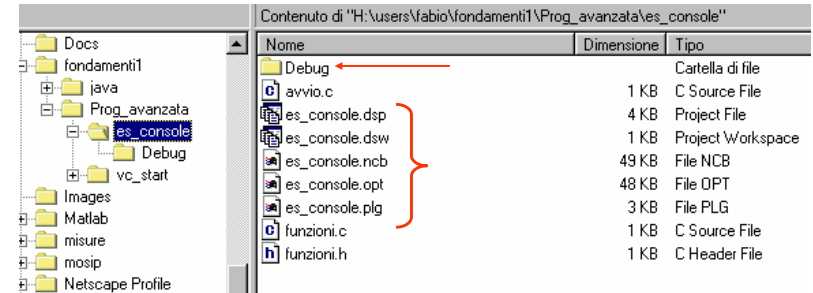 Contenuto di "H:\users\fabio\fondamenti1\Prog_avanzata\es_console"
Docs
fondamenti1
java
Prog_avanzata
es_console
Debug
vc_start
Images
Matlab
misure
mosip
Netscape Profile
Nome Dimensione Tipo
Debug Cartella di file
avvio.c 1 KB C Source File
es_console.dsp 4 KB Project File
es_console.dsw 1 KB Project Workspace
es_console.ncb 49 KB File NCB
es_console.opt 48 KB File OPT
es_console.plg 3 KB File PLG
funzioni.c 1 KB C Source File
funzioni.h 1 KB C Header File